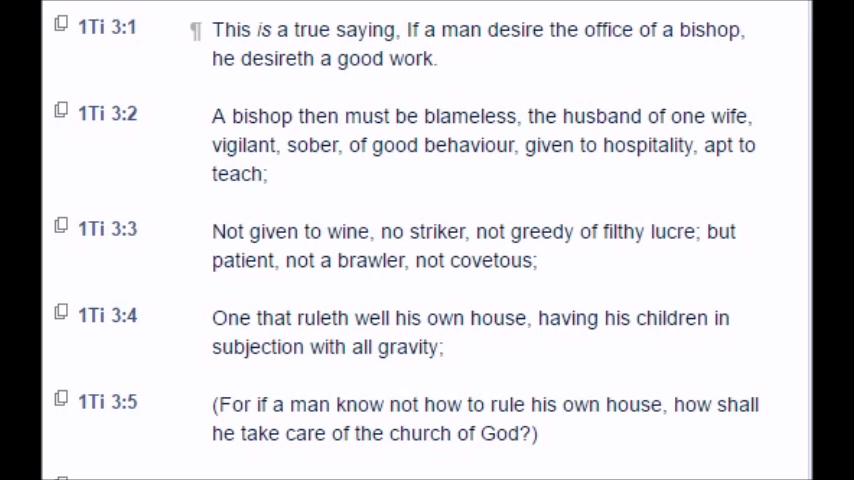 1Ti 3:1 ¶ This is a true saying, If a man desire the office of a bishop,
he desireth a good work.
1Ti 3:2 A bishop then must be blameless, the husband of one wife,
vigilant, sober, of good behaviour, given to hospitality, apt to
teach;
1Ti 3:3 Not given to wine, no striker, not greedy of filthy lucre; but
patient, not a brawler, not covetous;
1Ti 3:4 One that ruleth well his own house, having his children in
subjection with all gravity;
1Ti 3:5 (For if a man know not how to rule his own house, how shall
he take care of the church of God?)